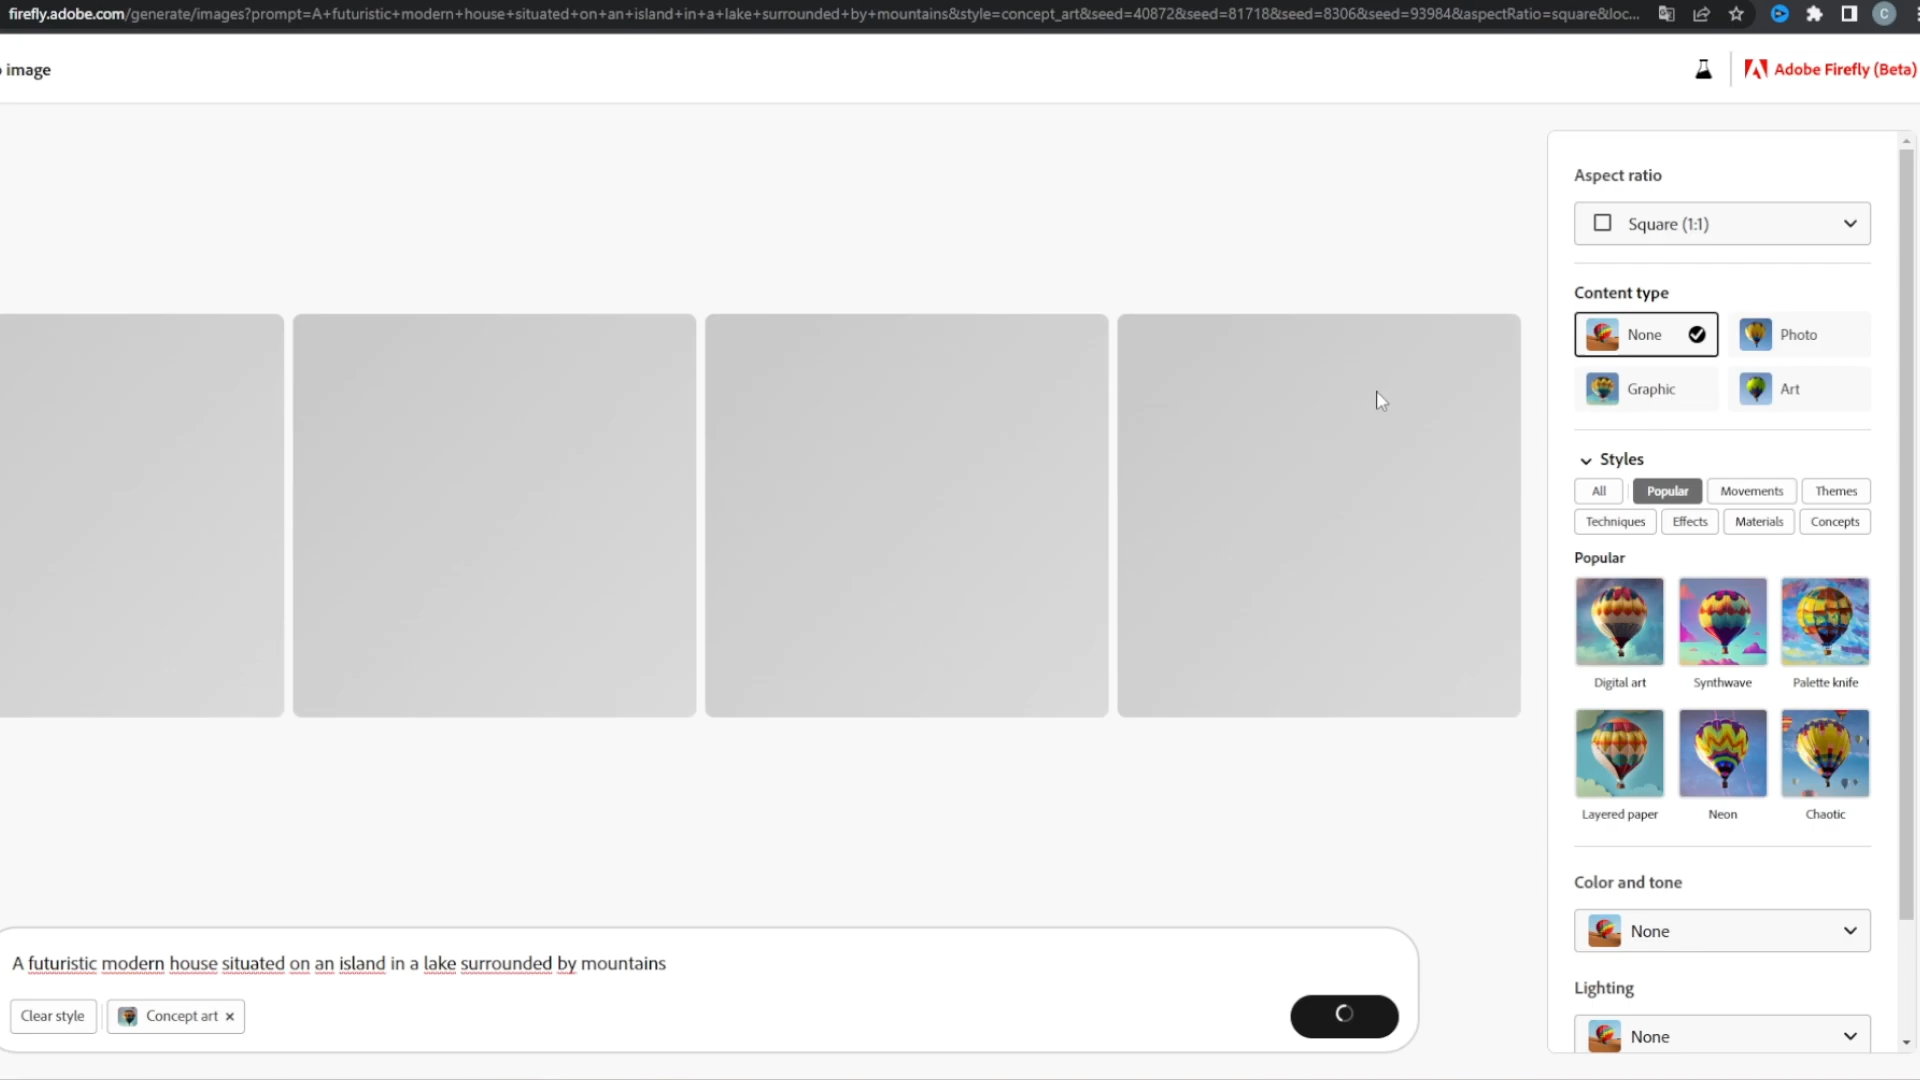 firefly.adobe.com/generate/images?prompt=A+futuristic+modern+house+situated+on+an+island+in+a+lake+surrounded+by+mountains&style=concept_art&seed=40872&seed=81718&seed=8306&seed=93984&aspectRatio=square&loc...
C
image
Adobe Firefly (Beta)
Aspect ratio
Square (1:1)
Content type
None
Photo
Graphic
Art
Styles
All
Popular
Movements
Themes
Techniques
Effects
Materials
Concepts
Popular
Digital art
Synthwave
Palette knife
Layered paper
Neon
Chaotic
Color and tone
None
Lighting
None
A futuristic modern house situated on an island in a lake surrounded by mountains
Clear style
Concept art ×